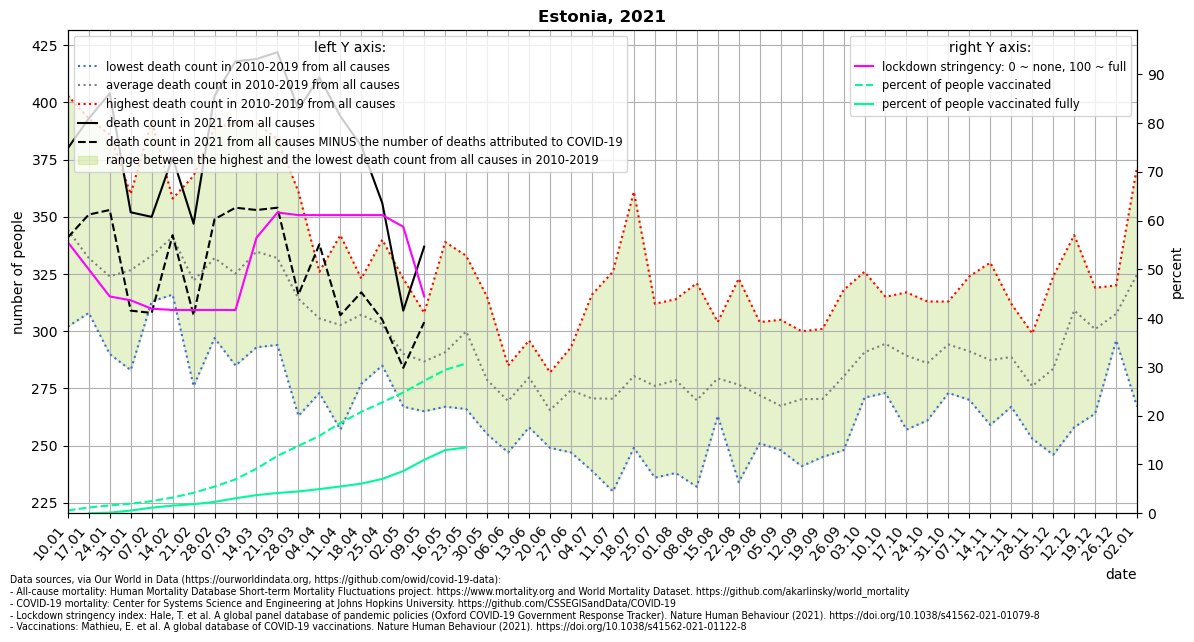 Estonia, 2021
left Y axis:
lowest death count in 2010-2019 from all causes
average death count in 2010-2019 from all causes
highest death count in 2010-2019 from all causes
death count in 2021 from all causes
death count in 2021 from all causes MINUS the number of deaths attributed to COVID-19
range between the highest and the lowest death count from all causes in 2010-2019
right Y axis:
lockdown stringency: 0 ~ none, 100 ~ full
percent of people vaccinated
percent of people vaccinated fully
number of people
425
400
375
350
325
300
275
250
225
percent
90
80
70
60
50
40
30
20
10
0
10.01 17.01 24.01 31.01 07.02 14.02 21.02 28.02 07.03 14.03 21.03 28.03 04.04 11.04 18.04 25.04 02.05 09.05 16.05 23.05 30.05 06.06 13.06 20.06 27.06 04.07 11.07 18.07 25.07 01.08 08.08 15.08 22.08 29.08 05.09 12.09 19.09 26.09 03.10 10.10 17.10 24.10 31.10 07.11 14.11 21.11 28.11 05.12 12.12 19.12 26.12 02.01
date
Data sources, via Our World in Data (https://ourworldindata.org, https://github.com/owid/covid-19-data):
- All-cause mortality: Human Mortality Database Short-term Mortality Fluctuations project. https://www.mortality.org and World Mortality Dataset. https://github.com/akarlinsky/world_mortality
- COVID-19 mortality: Center for Systems Science and Engineering at Johns Hopkins University. https://github.com/CSSEGISandData/COVID-19
- Lockdown stringency index: Hale, T. et al. A global panel database of pandemic policies (Oxford COVID-19 Government Response Tracker). Nature Human Behaviour (2021). https://doi.org/10.1038/s41562-021-01079-8
- Vaccinations: Mathieu, E. et al. A global database of COVID-19 vaccinations. Nature Human Behaviour (2021). https://doi.org/10.1038/s41562-021-01122-8